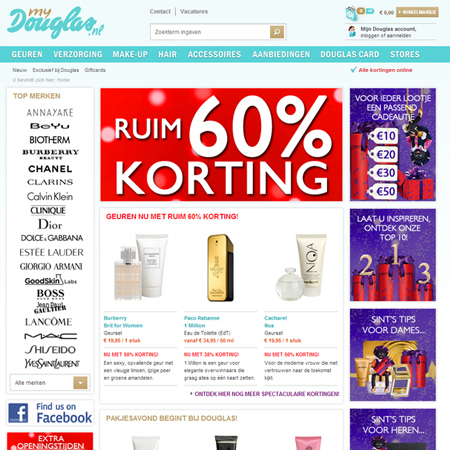 my
Douglas.nl
Contact | Vacatures
Zoekterm ingeven
€ 0,00
WINKELMANDJE
Mijn Douglas account,
inloggen of aanmelden
GEUREN VERZORGING MAKE-UP HAIR ACCESSOIRES AANBIEDINGEN DOUGLAS CARD STORES
Nieuw Exclusief bij Douglas Giftcards
Alle kortingen online
U bevindt zich hier: Home
TOP MERKEN
ANNAYAKE
BeYu
BIOTHERM
BURBERRY
BEAUTY
CHANEL
CLARINS
Calvin Klein
CLINIQUE
Dior
DOLCE & GABBANA
ESTĒE LAUDER
GIORGIO ARMANI
GoodSkin Labs
BOSS
HUGO BOSS
Jean Paul
GAULTIER
LANCÔME
MAC
SHISEIDO
YVES SAINT LAURENT
Alle merken
Find us on
Facebook
EXTRA
OPENINGSTIJDEN
RUIM 60%
KORTING
GEUREN NU MET RUIM 60% KORTING!
Burberry
Brit for Women
Geurset
€ 19,95 / 1 stuk
NU MET 50% KORTING!
Een sexy, opvallende geur met
een vleugje limoen, ijzige peer
en groene amandelen.
Paco Rabanne
1 Million
Eau de Toilette (EdT)
vanaf € 34,95 / 50 ml
NU MET 38% KORTING!
1 Million is een geur voor
elegante overwinnaars die
graag alles op één kaart zetten.
Cacharel
Noa
Geurset
€ 19,95 / 1 stuk
NU MET 60% KORTING!
Voor de moderne vrouw die met
vertrouwen naar de toekomst
kijkt.
ONTDEK HIER NOG MEER SPECTACULAIRE KORTINGEN!
PAKJESAVOND BEGINT BIJ DOUGLAS!
VOOR IEDER LOOTJE
EEN PASSEND
CADEAUTJE
€10
€20
€30
€50
LAAT U INSPIREREN,
ONTDEK ONZE
TOP 10!
2
1
3
SINT'S TIPS
VOOR DAMES...
SINT'S TIPS
VOOR HEREN...